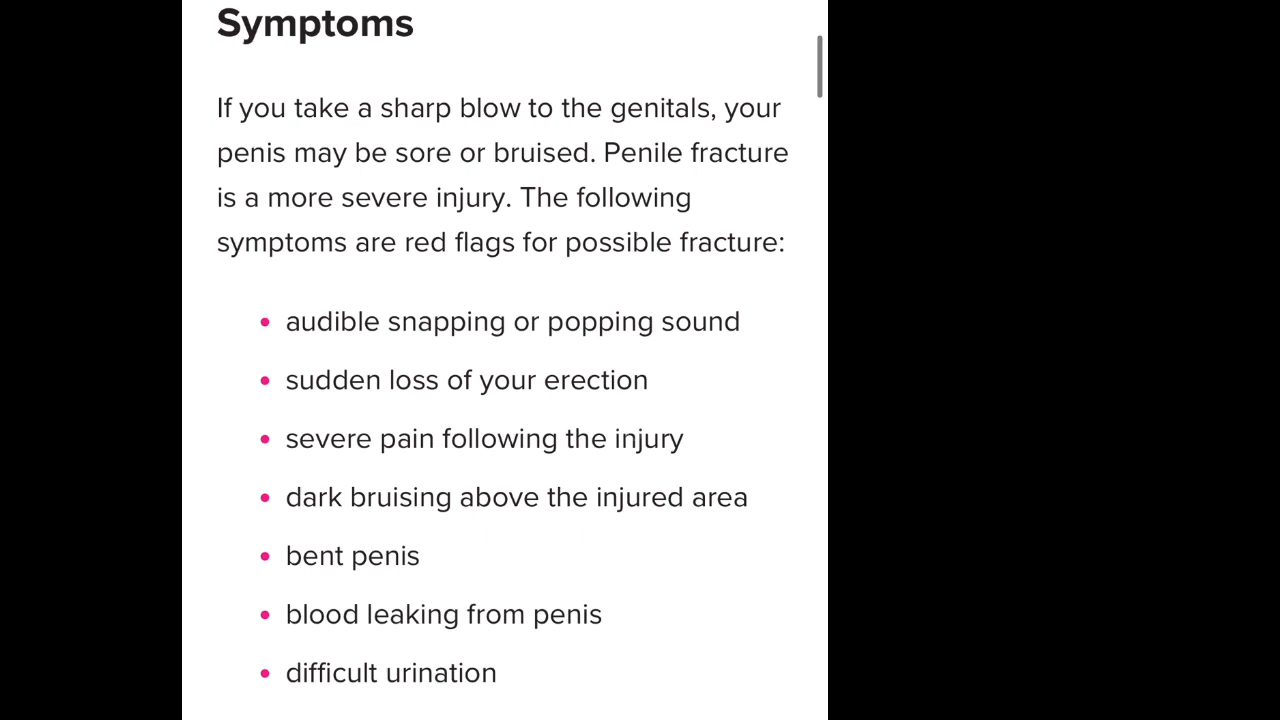 Symptoms
If you take a sharp blow to the genitals, your
penis may be sore or bruised. Penile fracture
is a more severe injury. The following
symptoms are red flags for possible fracture:
• audible snapping or popping sound
• sudden loss of your erection
• severe pain following the injury
• dark bruising above the injured area
• bent penis
• blood leaking from penis
• difficult urination